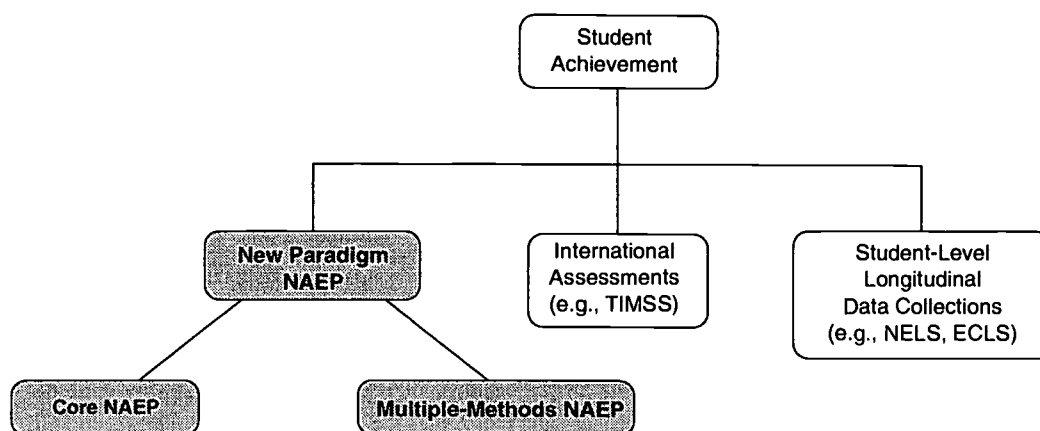 Student
Achievement
New Paradigm
NAEP
International
Assessments
(e.g., TIMSS)
Student-Level
Longitudinal
Data Collections
(e.g., NELS, ECLS)
Core NAEP
Multiple-Methods NAEP